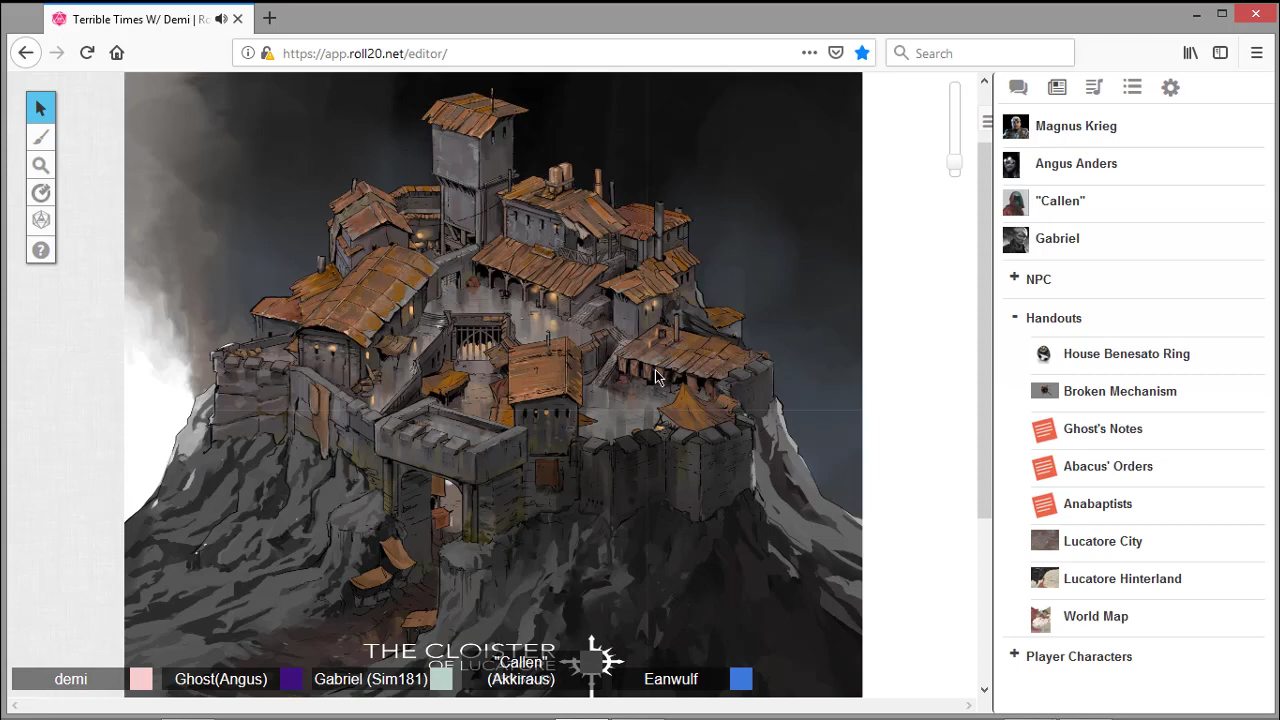 Terrible Times W/ Demi | Ro
https://app.roll20.net/editor/
Search
Magnus Krieg
Angus Anders
"Callen"
Gabriel
+ NPC
- Handouts
House Benesato Ring
Broken Mechanism
Ghost's Notes
Abacus' Orders
Anabaptists
Lucatore City
Lucatore Hinterland
World Map
+ Player Characters
THE CLOISTER
OF LUCATORE
demi
Ghost(Angus)
Gabriel (Sim181)
"Callen"
(Akkiraus)
Eanwulf